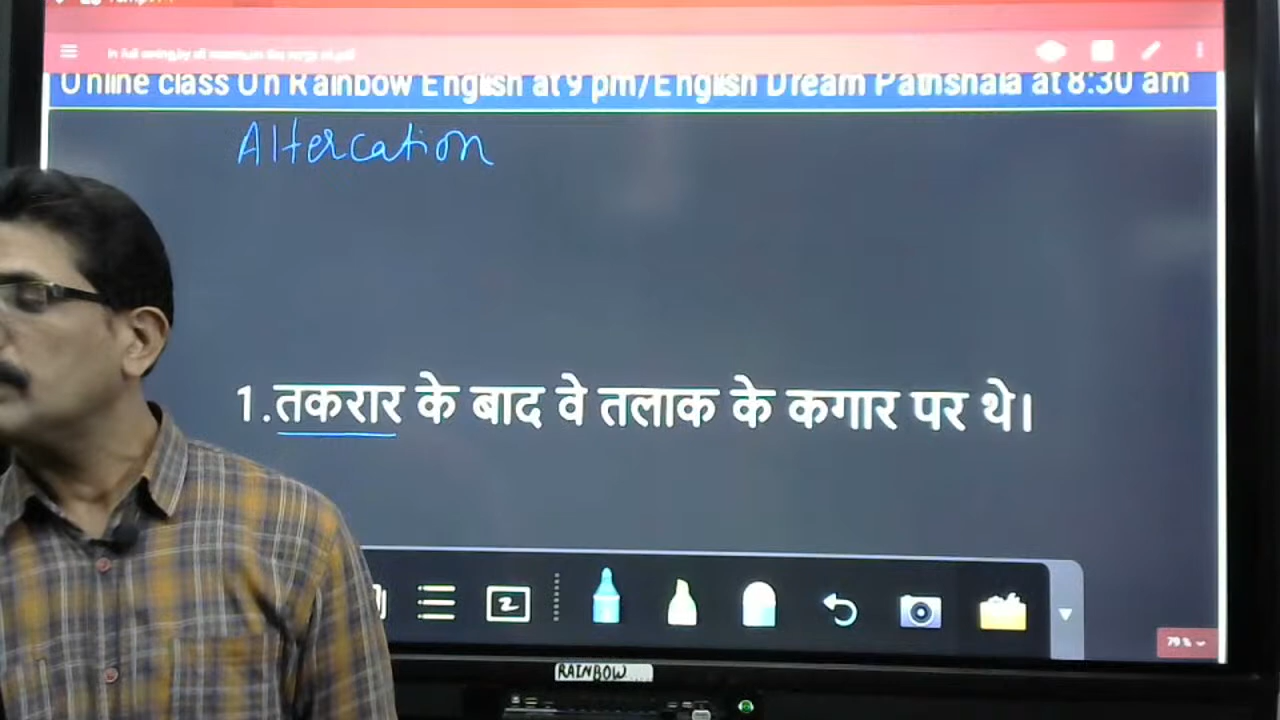 Online class On Rainbow English at 9 pm/English Dream Pathshala at 8:30 am
Altercation
1.तकरार के बाद वे तलाक के कगार पर थे।
79 %
RAINBOW